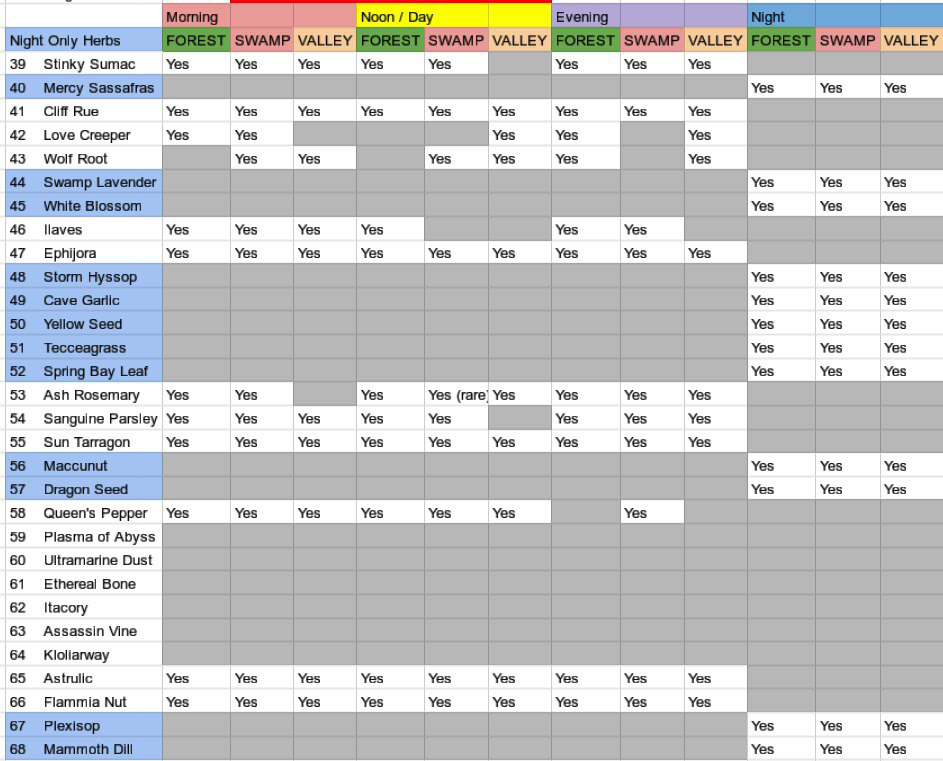 Morning Noon / Day Evening Night
Night Only Herbs FOREST SWAMP VALLEY FOREST SWAMP VALLEY FOREST SWAMP VALLEY FOREST SWAMP VALLEY
39 Stinky Sumac Yes Yes Yes Yes Yes Yes Yes Yes
40 Mercy Sassafras Yes Yes Yes
41 Cliff Rue Yes Yes Yes Yes Yes Yes Yes Yes Yes
42 Love Creeper Yes Yes Yes Yes Yes
43 Wolf Root Yes Yes Yes Yes Yes Yes
44 Swamp Lavender Yes Yes Yes
45 White Blossom Yes Yes Yes
46 Ilaves Yes Yes Yes Yes Yes Yes
47 Ephijora Yes Yes Yes Yes Yes Yes Yes Yes Yes
48 Storm Hyssop Yes Yes Yes
49 Cave Garlic Yes Yes Yes
50 Yellow Seed Yes Yes Yes
51 Tecceagrass Yes Yes Yes
52 Spring Bay Leaf Yes Yes Yes
53 Ash Rosemary Yes Yes Yes Yes (rare) Yes Yes Yes Yes
54 Sanguine Parsley Yes Yes Yes Yes Yes Yes Yes Yes
55 Sun Tarragon Yes Yes Yes Yes Yes Yes Yes Yes Yes
56 Maccunut Yes Yes Yes
57 Dragon Seed Yes Yes Yes
58 Queen's Pepper Yes Yes Yes Yes Yes Yes Yes
59 Plasma of Abyss
60 Ultramarine Dust
61 Ethereal Bone
62 Itacory
63 Assassin Vine
64 Kloliarway
65 Astrulic Yes Yes Yes Yes Yes Yes Yes Yes Yes
66 Flammia Nut Yes Yes Yes Yes Yes Yes Yes Yes Yes
67 Plexisop Yes Yes Yes
68 Mammoth Dill Yes Yes Yes